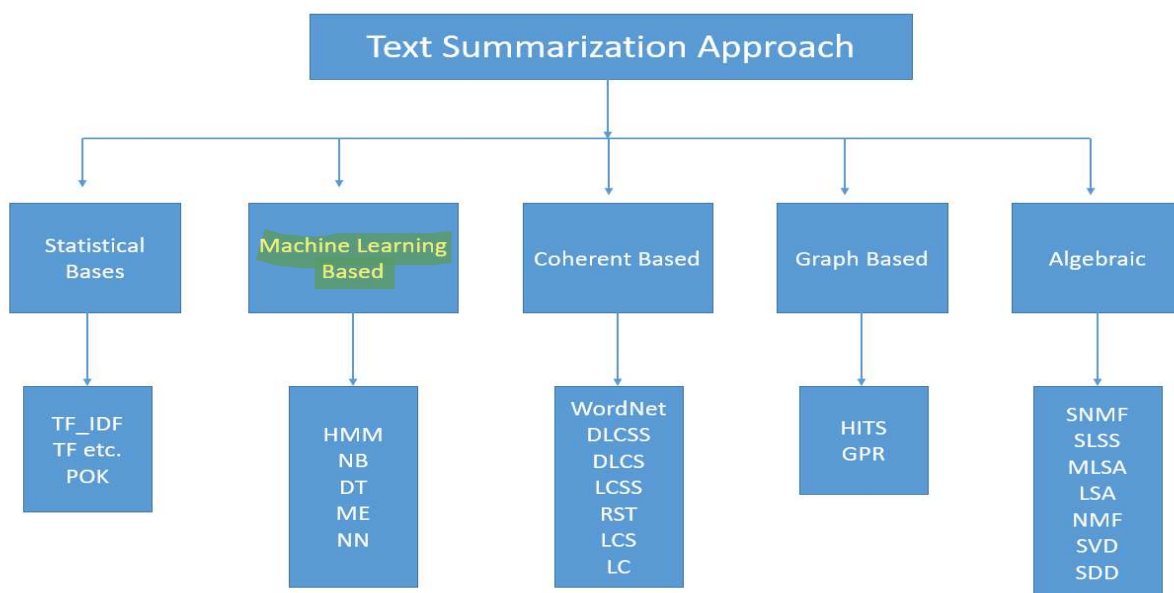 Text Summarization Approach
Statistical
Bases
Machine Learning
Based
Coherent Based
Graph Based
Algebraic
TF_IDF
TF etc.
POK
HMM
NB
DT
ME
NN
WordNet
DLCSS
DLCS
LCSS
RST
LCS
LC
HITS
GPR
SNMF
SLSS
MLSA
LSA
NMF
SVD
SDD